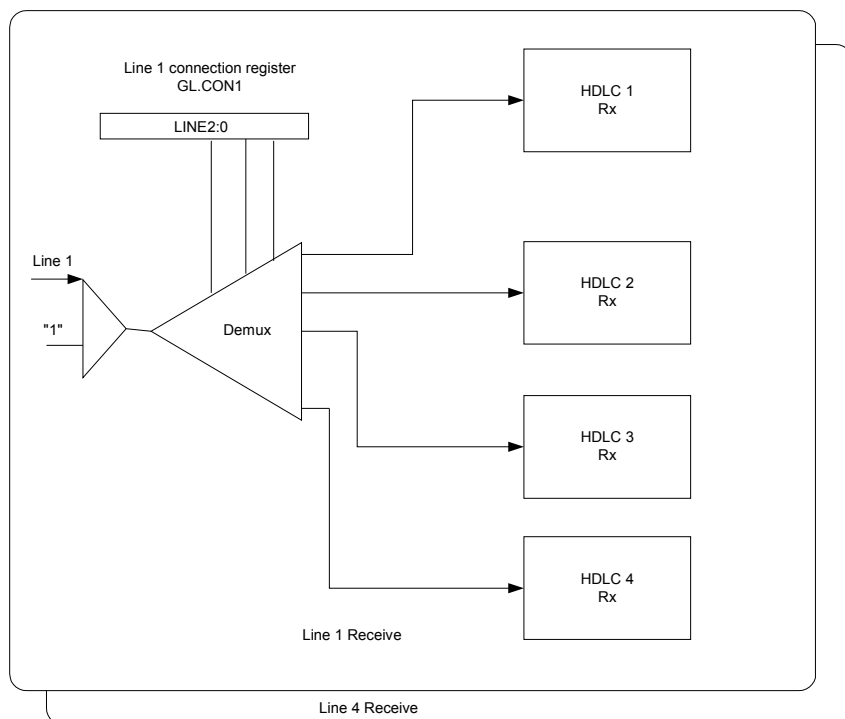 Line 1 connection register
GL.CON1
LINE2:0
HDLC 1
Rx
Line 1
"1"
Demux
HDLC 2
Rx
HDLC 3
Rx
HDLC 4
Rx
Line 1 Receive
Line 4 Receive